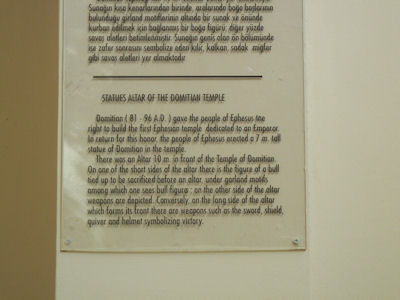 Sunağın kısa kenarlarından birinde, aralarında boğa başlarının
bulunduğu girland motiflerinin altında bir sunak ve önünde
kurban edilmek için bağlanmış bir boğa figürü, diğer yüzde
savaş aletleri betimlenmiştir. Sunağın geniş olan ön bölümünde
ise zafer sonrasını sembolize eden kılıç, kalkan, sadak, miğfer
gibi savaş aletleri yer almaktadır
STATUES ALTAR OF THE DOMITIAN TEMPLE
Domitian ( 81 - 96 A.D. ) gave the people of Ephesus the
right to build the first Ephesian temple dedicated to an Emperor.
In return for this honor, the people of Ephesus erected a 7 m. tall
statue of Domitian in the temple.
There was an Altar 10 m. in front of the Temple of Domitian.
On one of the short sides of the altar there is the figure of a bull
tied up to be sacrificed before an altar, under garland motifs
among which one sees bull figures ; on the other side of the altar
weapons are depicted. Conversely, on the long side of the altar
which forms its front there are weapons such as the sword, shield,
quiver and helmet symbolizing victory.